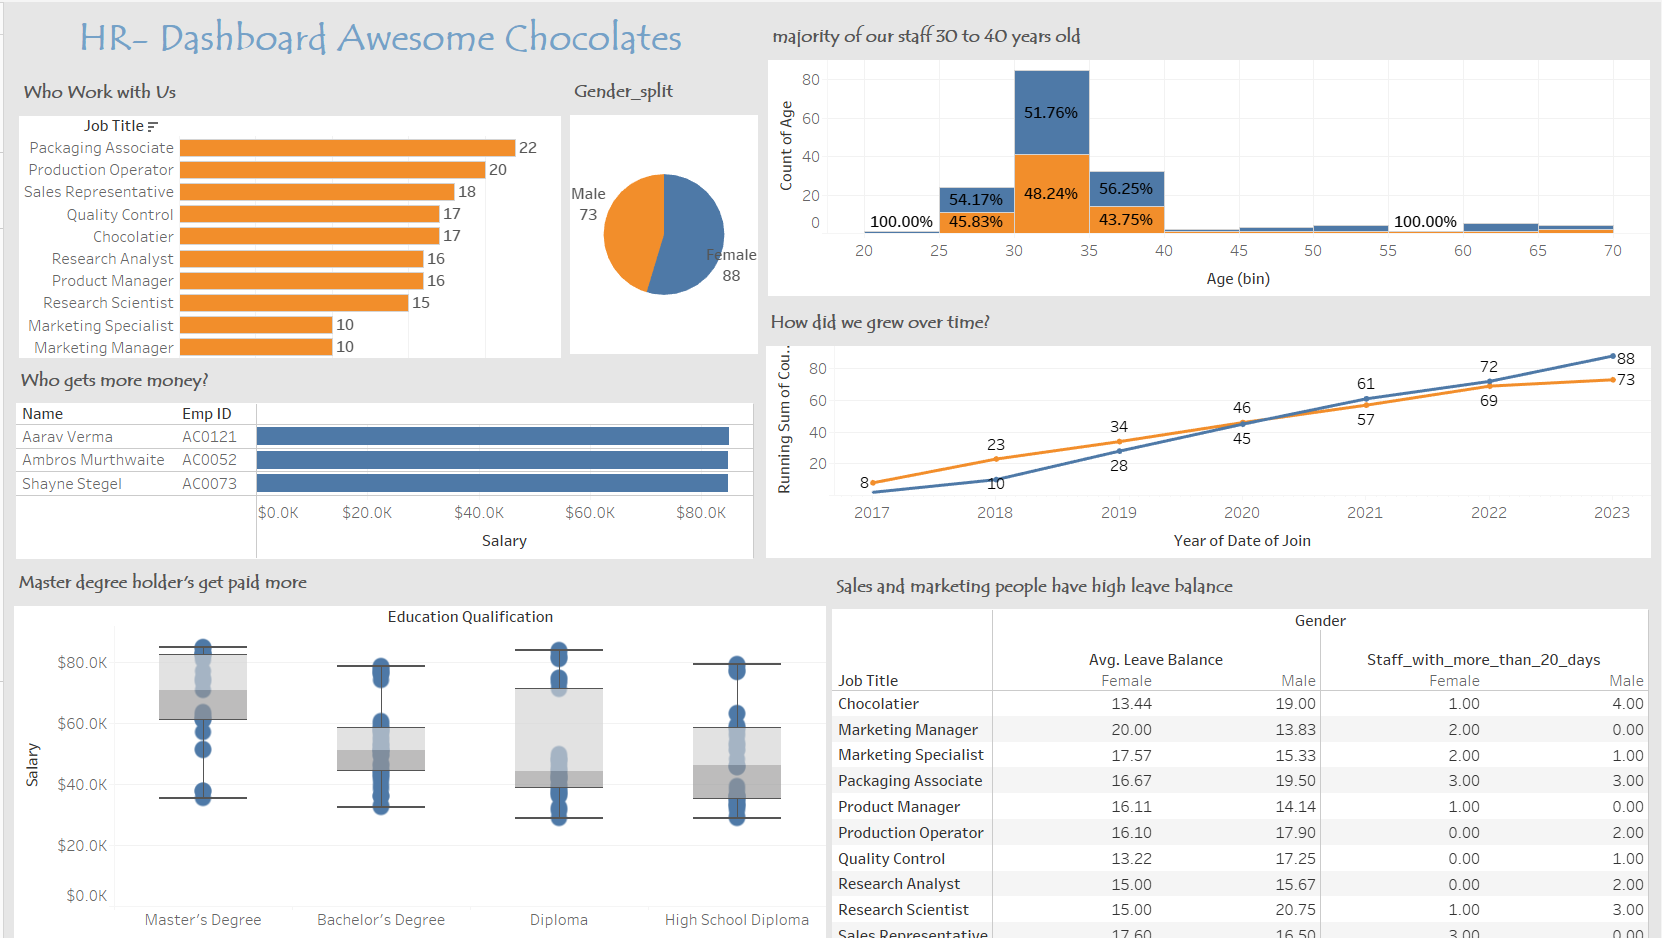 HR- Dashboard Awesome Chocolates
Who Work with Us
Job Title
Packaging Associate 22
Production Operator 20
Sales Representative 18
Quality Control 17
Chocolatier 17
Research Analyst 16
Product Manager 16
Research Scientist 15
Marketing Specialist 10
Marketing Manager 10
Gender_split
Male
73
Female
88
majority of our staff 30 to 40 years old
Count of Age
80
60
40
20
0
100.00%
54.17%
45.83%
51.76%
48.24%
56.25%
43.75%
100.00%
20 25 30 35 40 45 50 55 60 65 70
Age (bin)
Who gets more money?
Name Emp ID
Aarav Verma AC0121
Ambros Murthwaite AC0052
Shayne Stegel AC0073
$0.0K $20.0K $40.0K $60.0K $80.0K
Salary
How did we grew over time?
Running Sum of Cou..
80
60
40
20
8
23
10
34
28
46
45
61
57
72
69
88
73
2017 2018 2019 2020 2021 2022 2023
Year of Date of Join
Master degree holder's get paid more
Education Qualification
Salary
$80.0K
$60.0K
$40.0K
$20.0K
$0.0K
Master's Degree Bachelor's Degree Diploma High School Diploma
Sales and marketing people have high leave balance
Gender
Avg. Leave Balance Staff_with_more_than_20_days
Job Title Female Male Female Male
Chocolatier 13.44 19.00 1.00 4.00
Marketing Manager 20.00 13.83 2.00 0.00
Marketing Specialist 17.57 15.33 2.00 1.00
Packaging Associate 16.67 19.50 3.00 3.00
Product Manager 16.11 14.14 1.00 0.00
Production Operator 16.10 17.90 0.00 2.00
Quality Control 13.22 17.25 0.00 1.00
Research Analyst 15.00 15.67 0.00 2.00
Research Scientist 15.00 20.75 1.00 3.00
Sales Representative 17.60 16.50 3.00 0.00